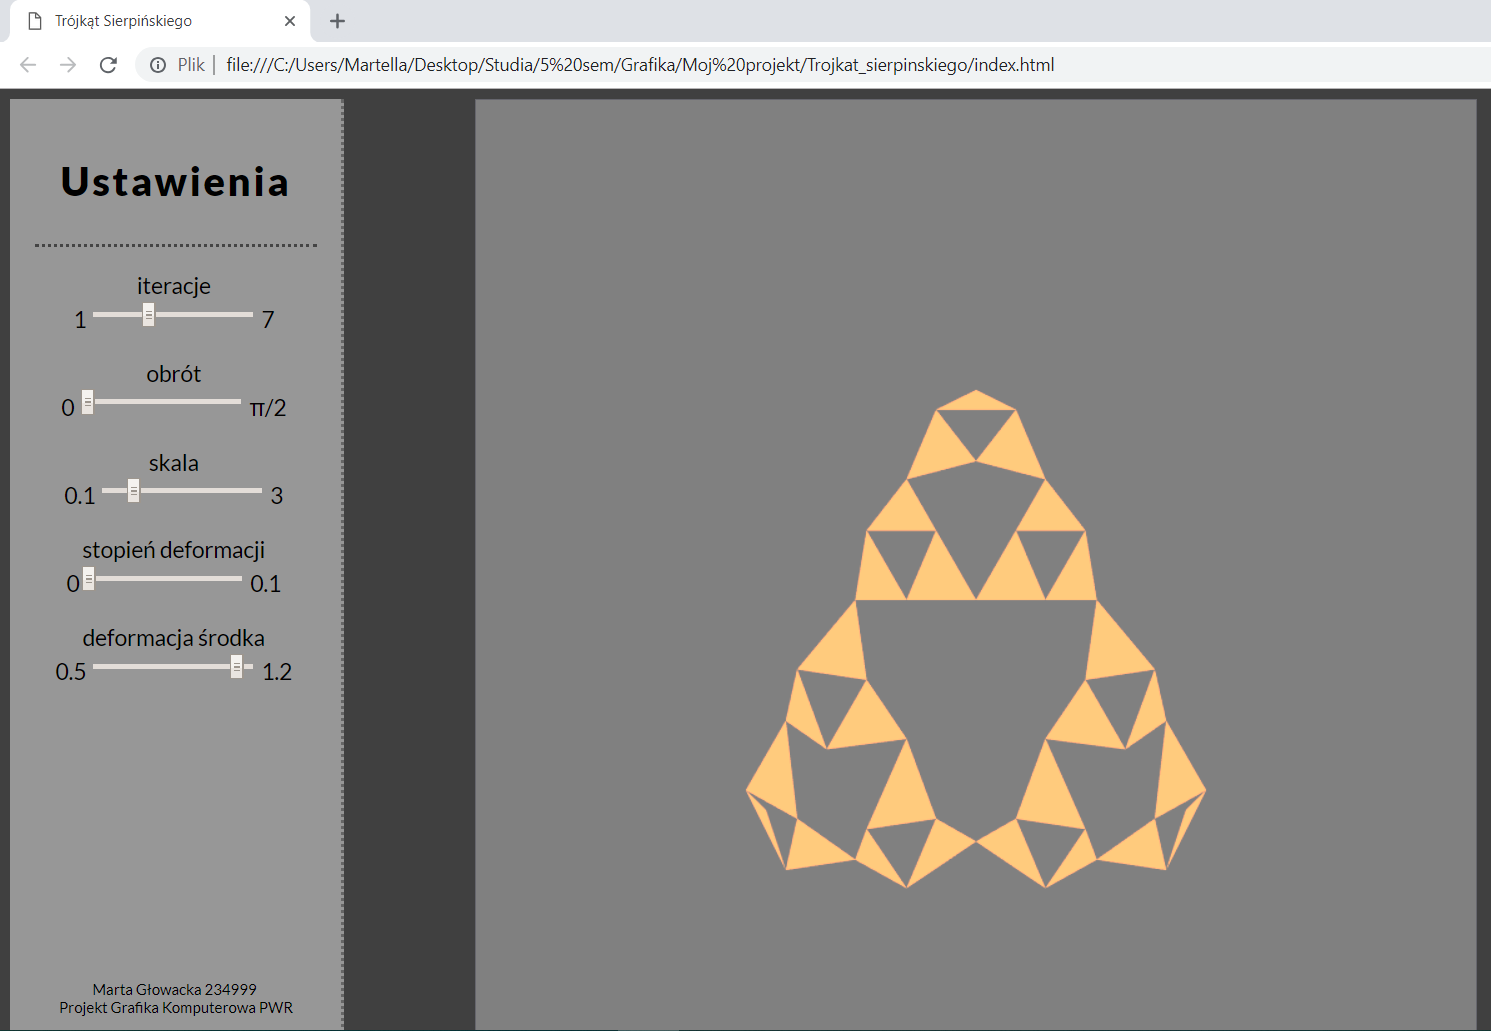 Trójkąt Sierpińskiego
Plik
file:///C:/Users/Martella/Desktop/Studia/5%20sem/Grafika/Moj%20projekt/Trojkat_sierpinskiego/index.html
Ustawienia
iteracje
1 7
obrót
0 π/2
skala
0.1 3
stopień deformacji
0 0.1
deformacja środka
0.5 1.2
Marta Głowacka 234999
Projekt Grafika Komputerowa PWR